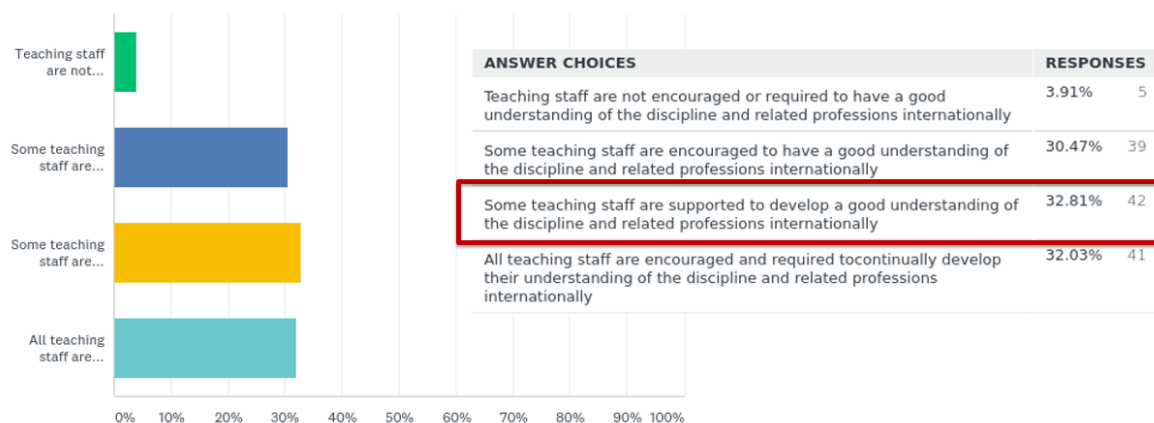 Teaching staff
are not...
Some teaching
staff are...
Some teaching
staff are...
All teaching
staff are...
0% 10% 20% 30% 40% 50% 60% 70% 80% 90% 100%
ANSWER CHOICES RESPONSES
Teaching staff are not encouraged or required to have a good 3.91% 5
understanding of the discipline and related professions internationally
Some teaching staff are encouraged to have a good understanding of 30.47% 39
the discipline and related professions internationally
Some teaching staff are supported to develop a good understanding of 32.81% 42
the discipline and related professions internationally
All teaching staff are encouraged and required tocontinually develop 32.03% 41
their understanding of the discipline and related professions
internationally